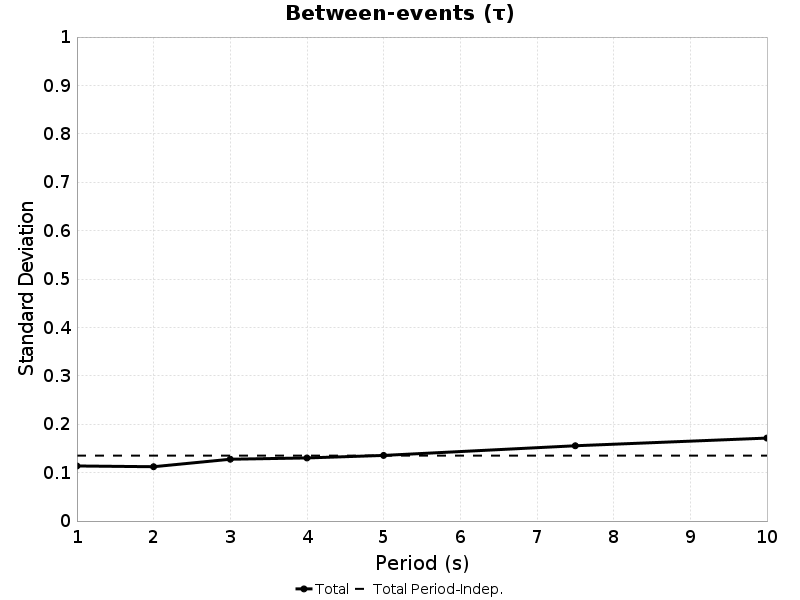 Between-events (τ)
1
0.9
0.8
0.7
0.6
0.5
0.4
0.3
0.2
0.1
0
Standard Deviation
1 2 3 4 5 6 7 8 9 10
Period (s)
Total Total Period-Indep.